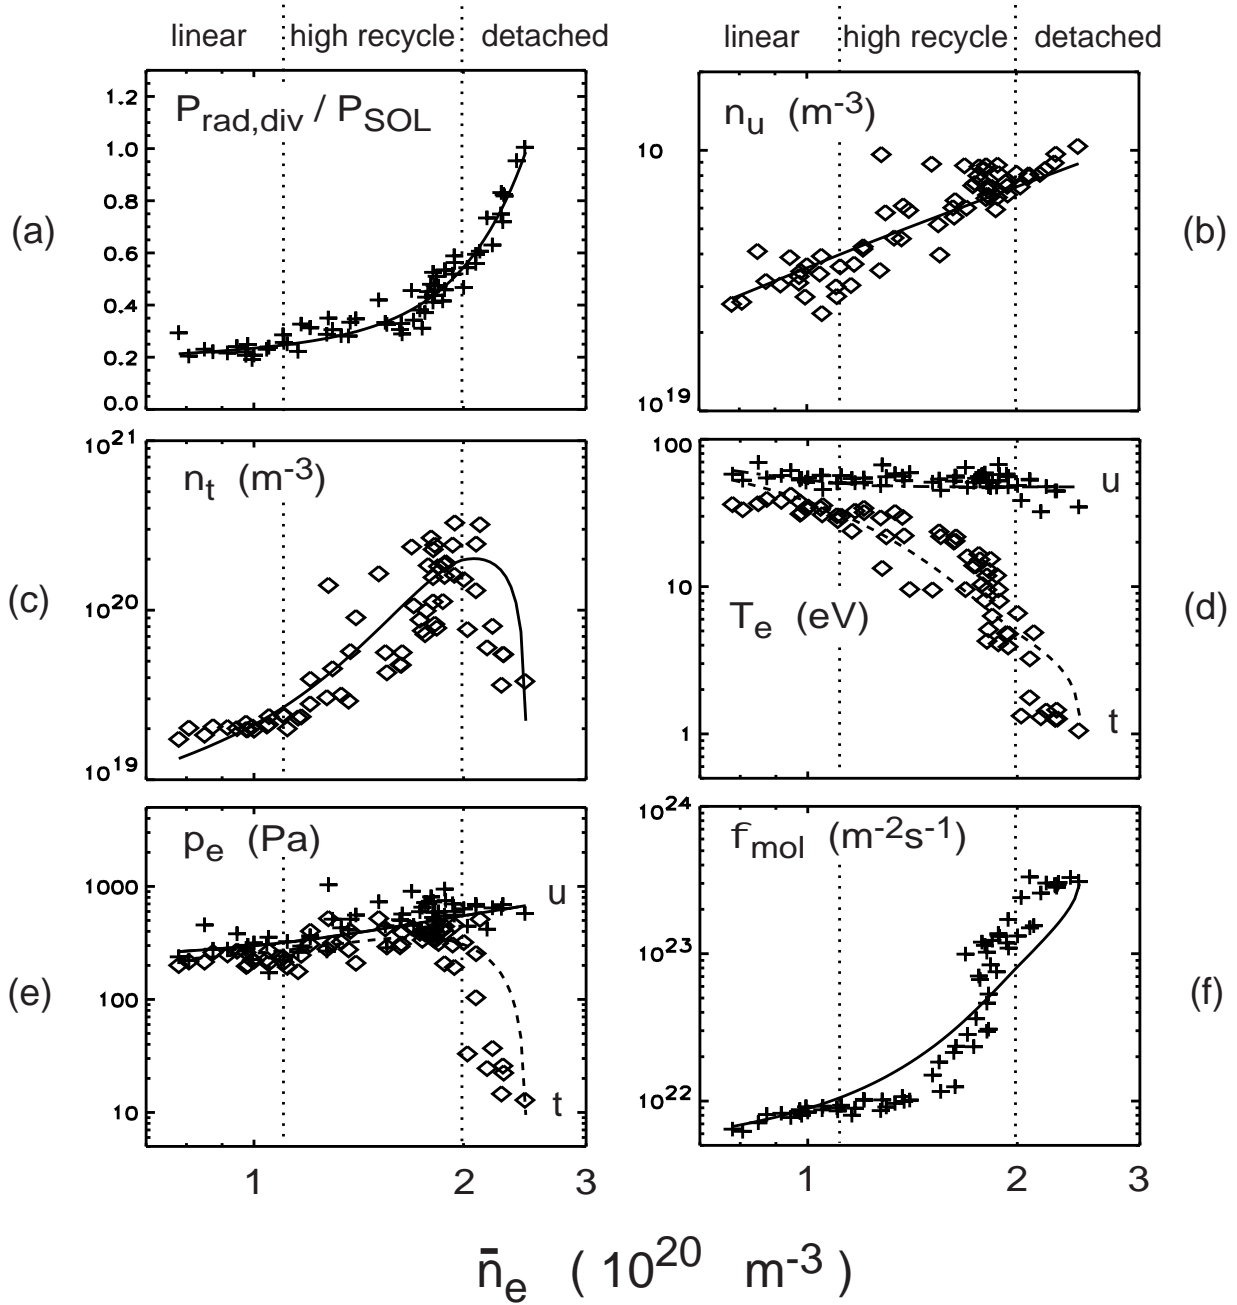 linear high recycle detached
linear high recycle detached
(a)
P_rad,div / P_SOL
1.2
1.0
0.8
0.6
0.4
0.2
0.0
n_u (m^-3)
10
10^19
(b)
(c)
n_t (m^-3)
10^21
10^20
10^19
100
10
1
u
T_e (eV)
t
(d)
(e)
p_e (Pa)
1000
100
10
u
t
1 2 3
f_mol (m^-2s^-1)
10^24
10^23
10^22
(f)
1 2 3
n̄_e ( 10^20 m^-3 )